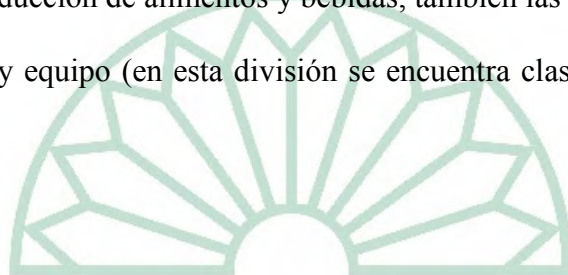 ducción de alimentos y bebidas, también las
y equipo (en esta división se encuentra clas